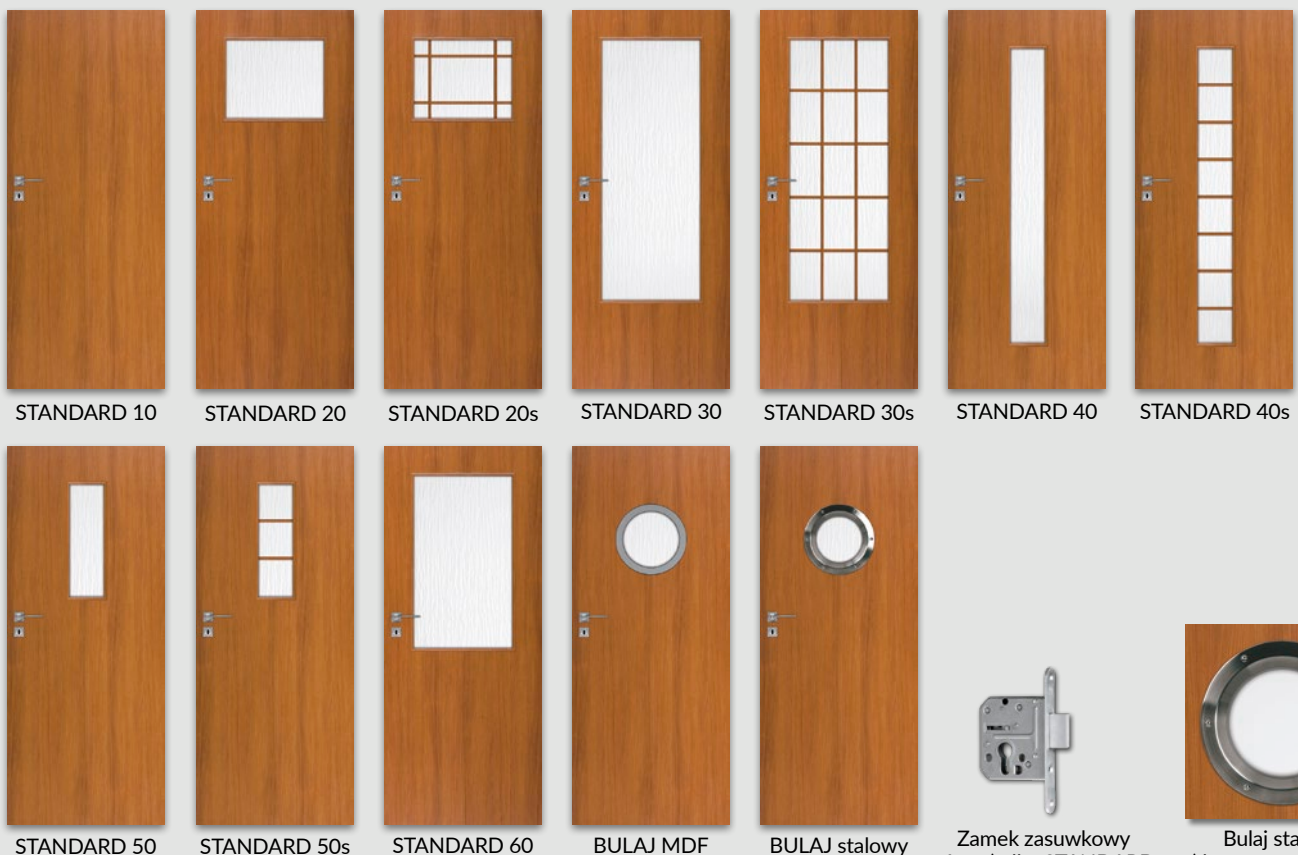 STANDARD 10
STANDARD 20
STANDARD 20s
STANDARD 30
STANDARD 30s
STANDARD 40
STANDARD 40s
STANDARD 50
STANDARD 50s
STANDARD 60
BULAJ MDF
BULAJ stalowy
Zamek zasuwkowy
Bulaj sta